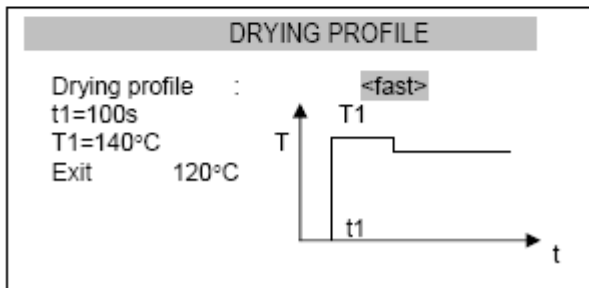 DRYING PROFILE
Drying profile : <fast>
t1=100s
T1=140°C
Exit 120°C
T1
T
t1
t